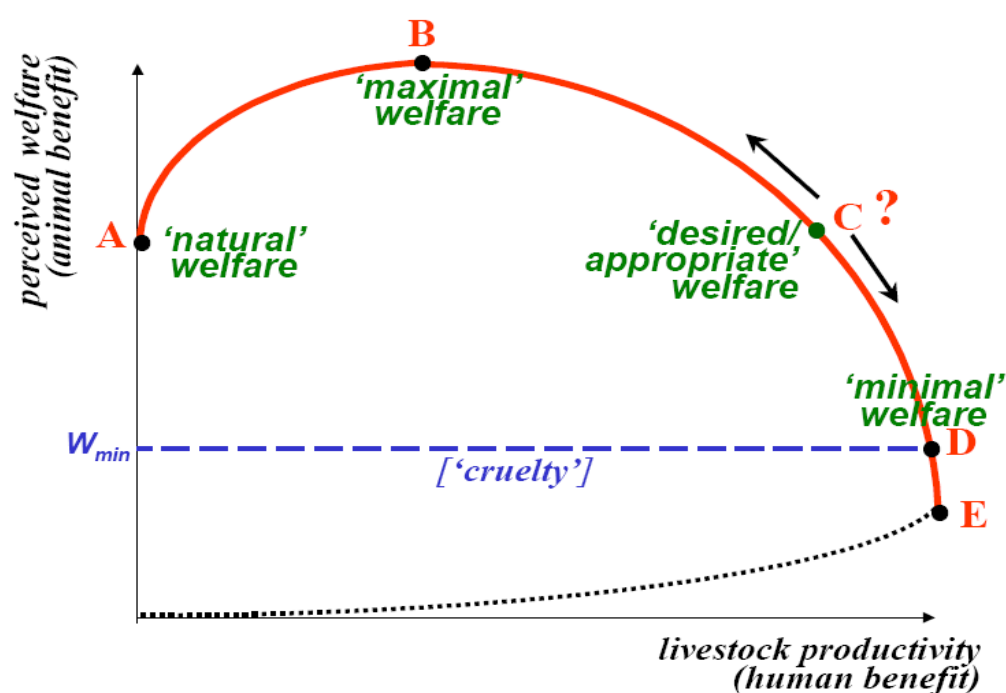 perceived welfare
(animal benefit)
B
'maximal'
welfare
A
'natural'
welfare
C ?
'desired/
appropriate'
welfare
'minimal'
welfare
Wmin
D
['cruelty']
E
livestock productivity
(human benefit)